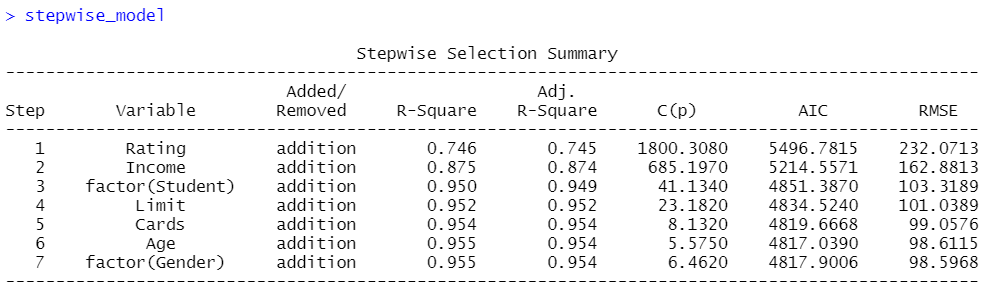 > stepwise_model
Stepwise Selection Summary
---------------------------------------------------------------------------------------------------
Added/ Adj.
Step Variable Removed R-Square R-Square C(p) AIC RMSE
---------------------------------------------------------------------------------------------------
1 Rating addition 0.746 0.745 1800.3080 5496.7815 232.0713
2 Income addition 0.875 0.874 685.1970 5214.5571 162.8813
3 factor(Student) addition 0.950 0.949 41.1340 4851.3870 103.3189
4 Limit addition 0.952 0.952 23.1820 4834.5240 101.0389
5 Cards addition 0.954 0.954 8.1320 4819.6668 99.0576
6 Age addition 0.955 0.954 5.5750 4817.0390 98.6115
7 factor(Gender) addition 0.955 0.954 6.4620 4817.9006 98.5968
---------------------------------------------------------------------------------------------------